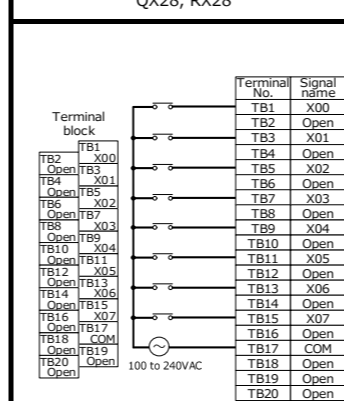 QX28, RX28
Terminal
block
TB1
X00
TB2
Open
TB3
X01
TB4
Open
TB5
X02
TB6
Open
TB7
X03
TB8
Open
TB9
X04
TB10
Open
TB11
X05
TB12
Open
TB13
X06
TB14
Open
TB15
X07
TB16
Open
TB17
COM
TB18
Open
TB19
Open
TB20
Open
100 to 240VAC
Terminal No. Signal name
TB1 X00
TB2 Open
TB3 X01
TB4 Open
TB5 X02
TB6 Open
TB7 X03
TB8 Open
TB9 X04
TB10 Open
TB11 X05
TB12 Open
TB13 X06
TB14 Open
TB15 X07
TB16 Open
TB17 COM
TB18 Open
TB19 Open
TB20 Open